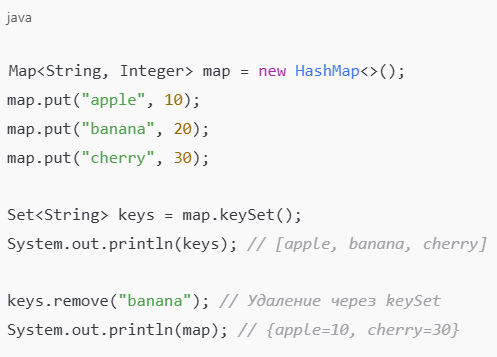 java
Map<String, Integer> map = new HashMap<>();
map.put("apple", 10);
map.put("banana", 20);
map.put("cherry", 30);
Set<String> keys = map.keySet();
System.out.println(keys); // [apple, banana, cherry]
keys.remove("banana"); // Удаление через keySet
System.out.println(map); // {apple=10, cherry=30}